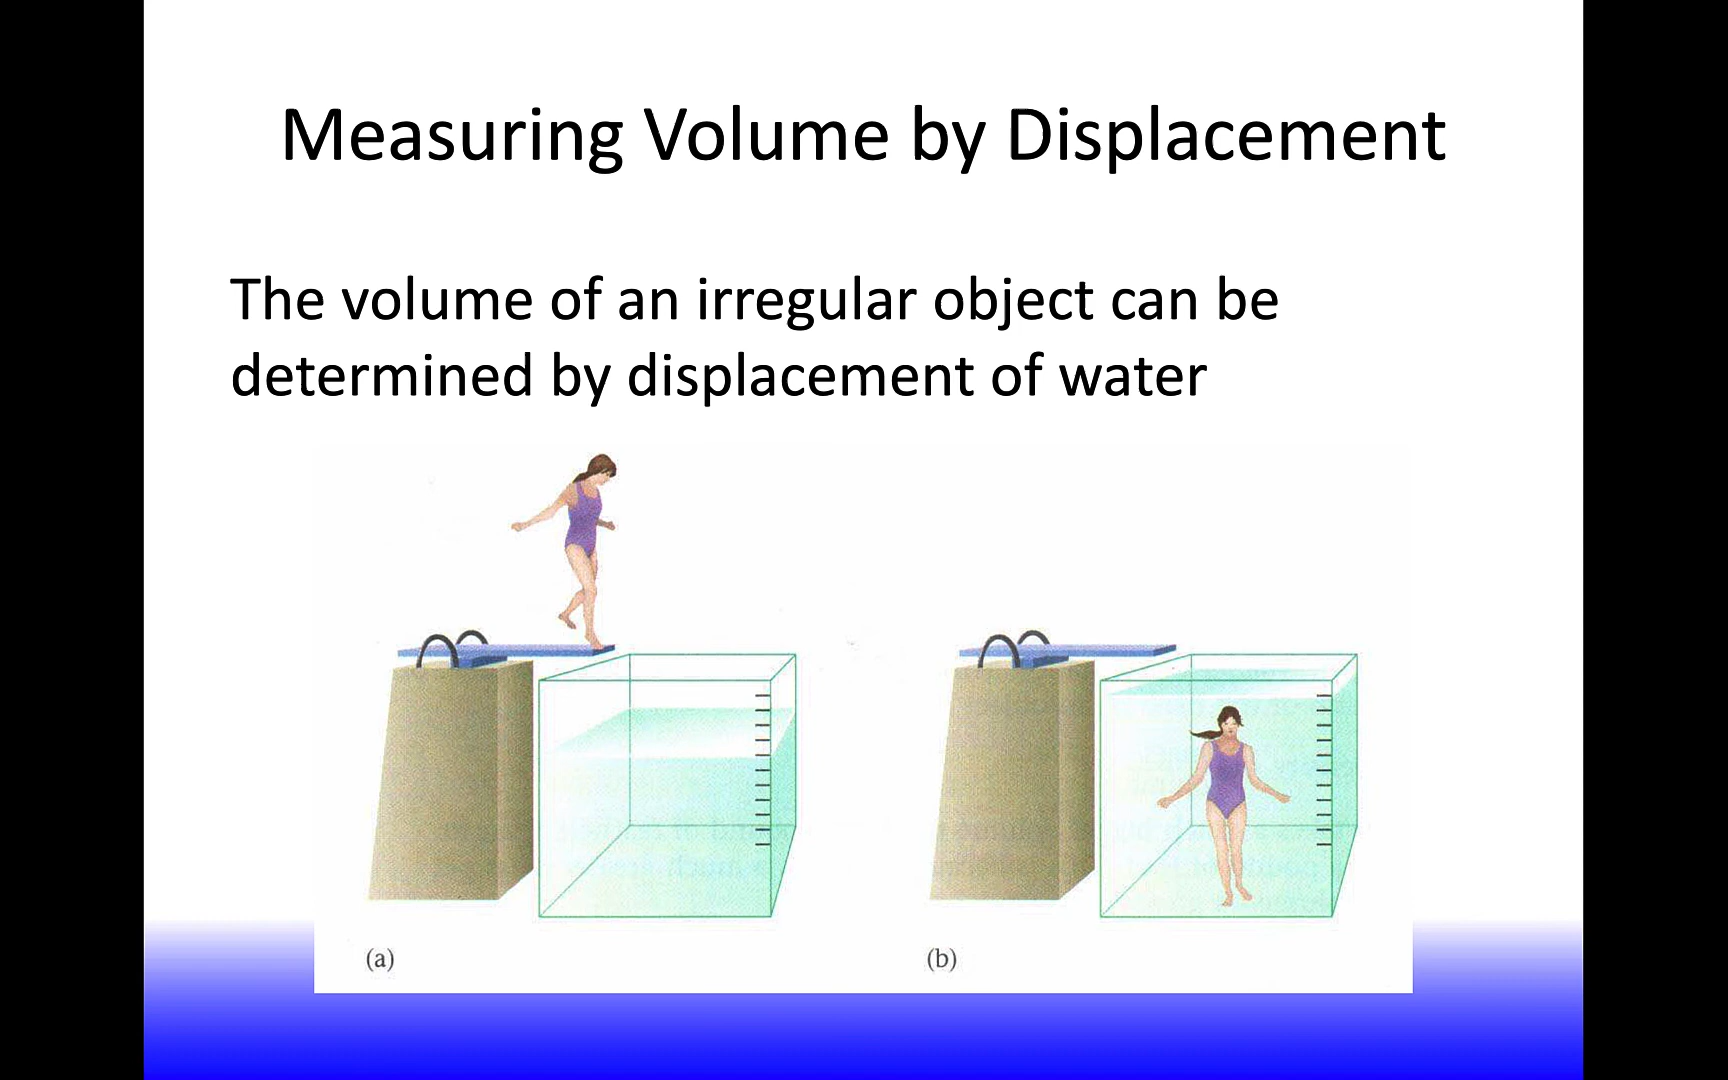 Measuring Volume by Displacement
The volume of an irregular object can be
determined by displacement of water
(a)
(b)